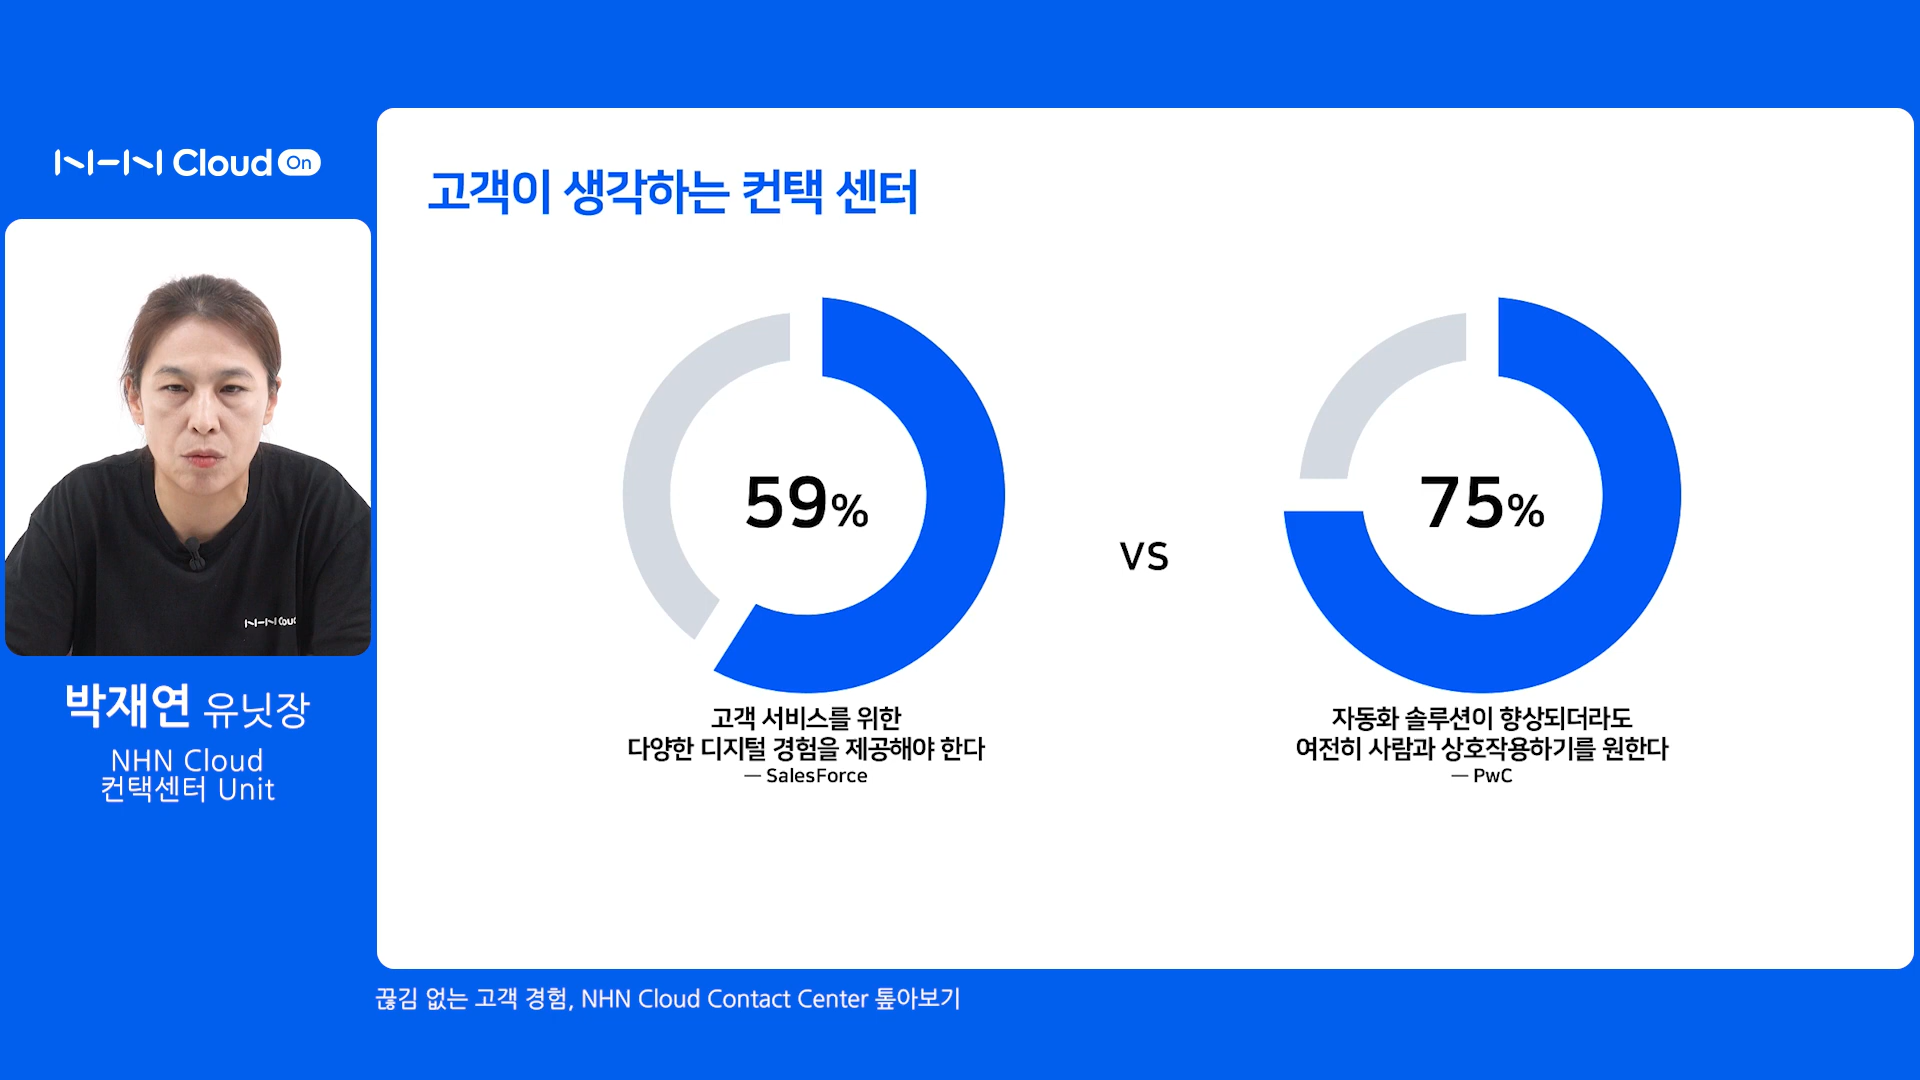 NHN Cloud On
고객이 생각하는 컨택 센터
59%
고객 서비스를 위한
다양한 디지털 경험을 제공해야 한다
— SalesForce
vs
75%
자동화 솔루션이 향상되더라도
여전히 사람과 상호작용하기를 원한다
— PwC
NHN Cloud
박재연 유닛장
NHN Cloud
컨택센터 Unit
끊김 없는 고객 경험, NHN Cloud Contact Center 톺아보기